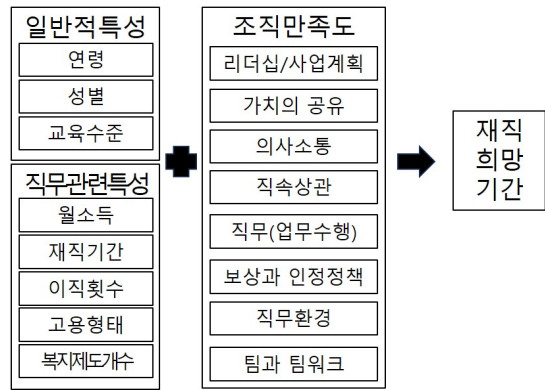 일반적특성
연령
성별
교육수준
직무관련특성
월소득
재직기간
이직횟수
고용형태
복지제도개수
조직만족도
리더십/사업계획
가치의 공유
의사소통
직속상관
직무(업무수행)
보상과 인정정책
직무환경
팀과 팀워크
재직
희망
기간